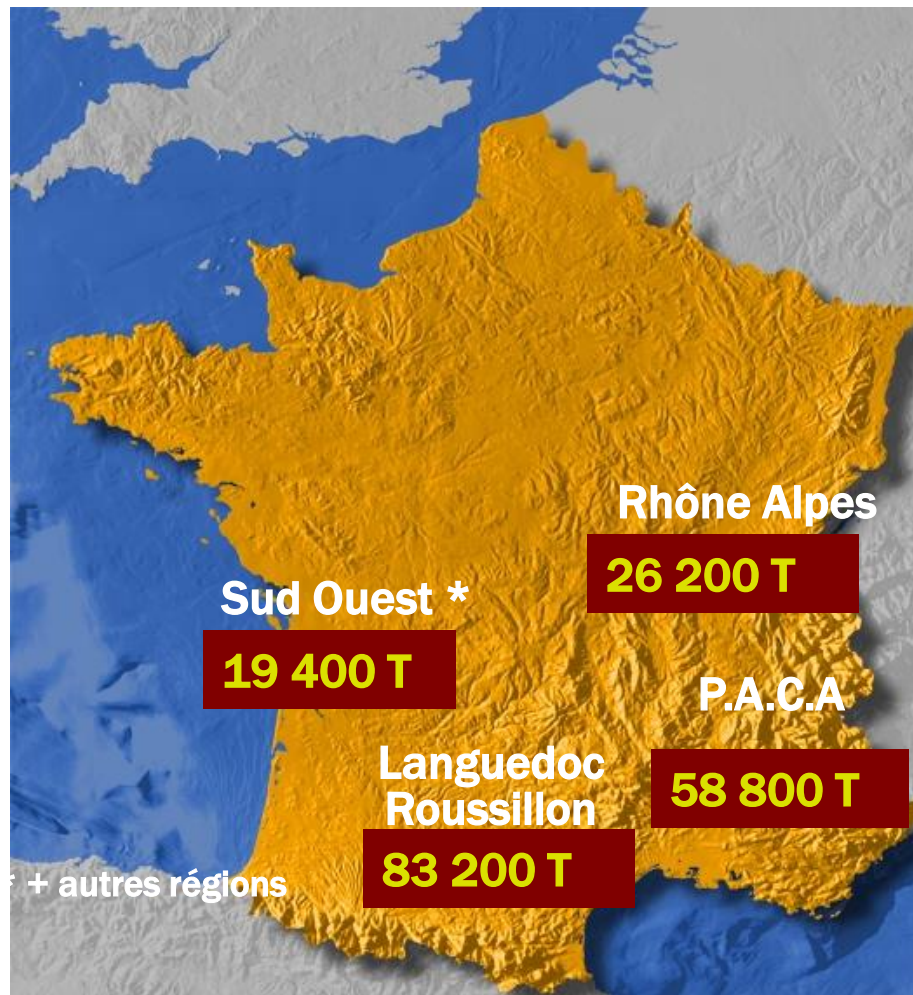 Rhône Alpes
26 200 T
Sud Ouest *
19 400 T
P.A.C.A
Languedoc
Roussillon
58 800 T
83 200 T
* + autres régions